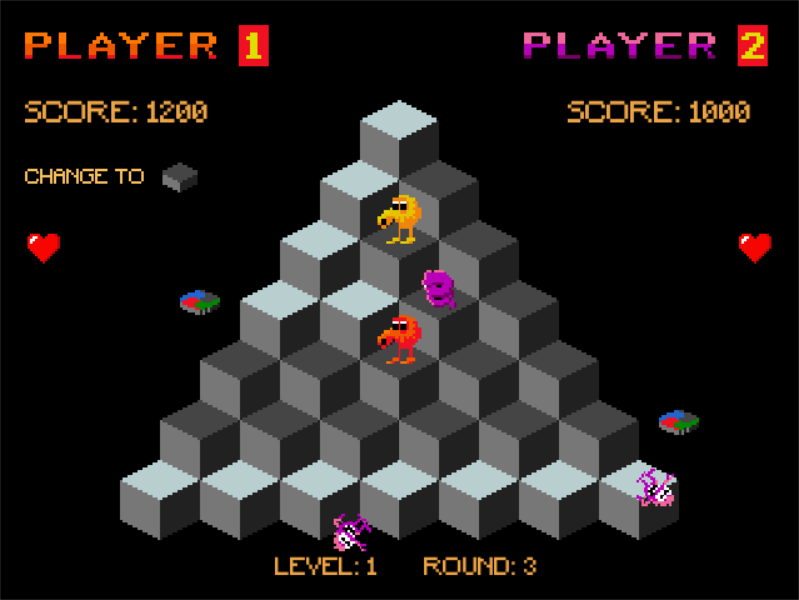 PLAYER 1
PLAYER 2
SCORE: 1200
SCORE: 1000
CHANGE TO
LEVEL: 1
ROUND: 3